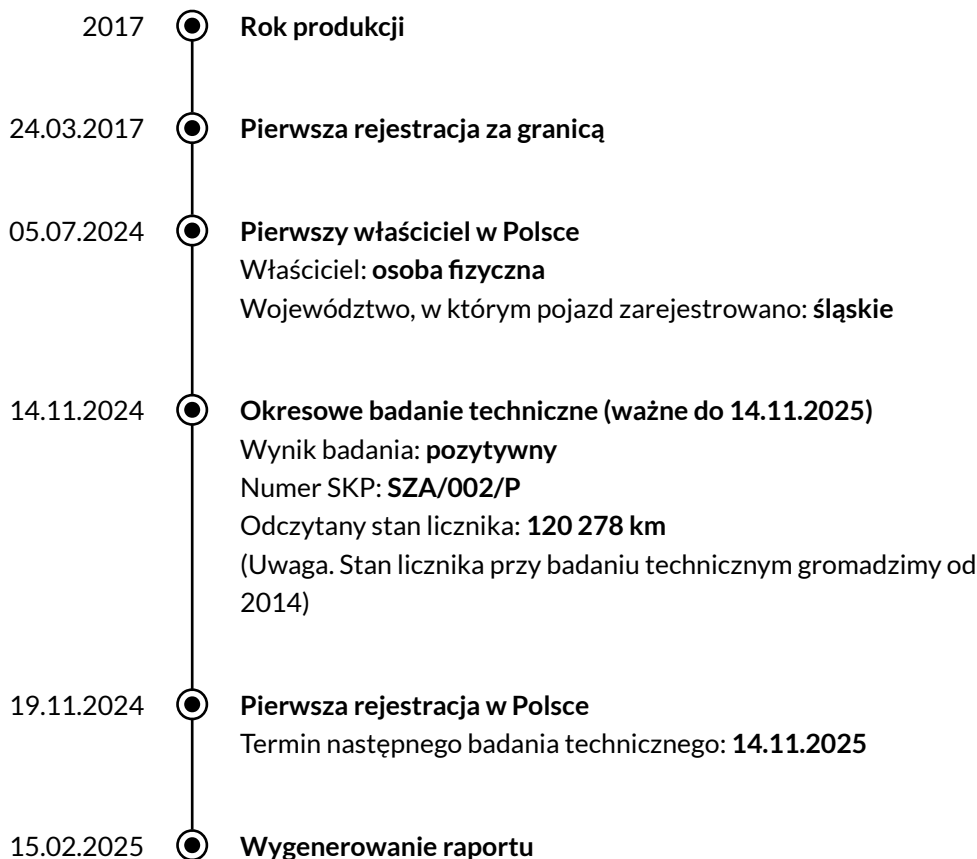 2017 Rok produkcji
24.03.2017 Pierwsza rejestracja za granicą
05.07.2024 Pierwszy właściciel w Polsce
Właściciel: osoba fizyczna
Województwo, w którym pojazd zarejestrowano: śląskie
14.11.2024 Okresowe badanie techniczne (ważne do 14.11.2025)
Wynik badania: pozytywny
Numer SKP: SZA/002/P
Odczytany stan licznika: 120 278 km
(Uwaga. Stan licznika przy badaniu technicznym gromadzimy od
2014)
19.11.2024 Pierwsza rejestracja w Polsce
Termin następnego badania technicznego: 14.11.2025
15.02.2025 Wygenerowanie raportu